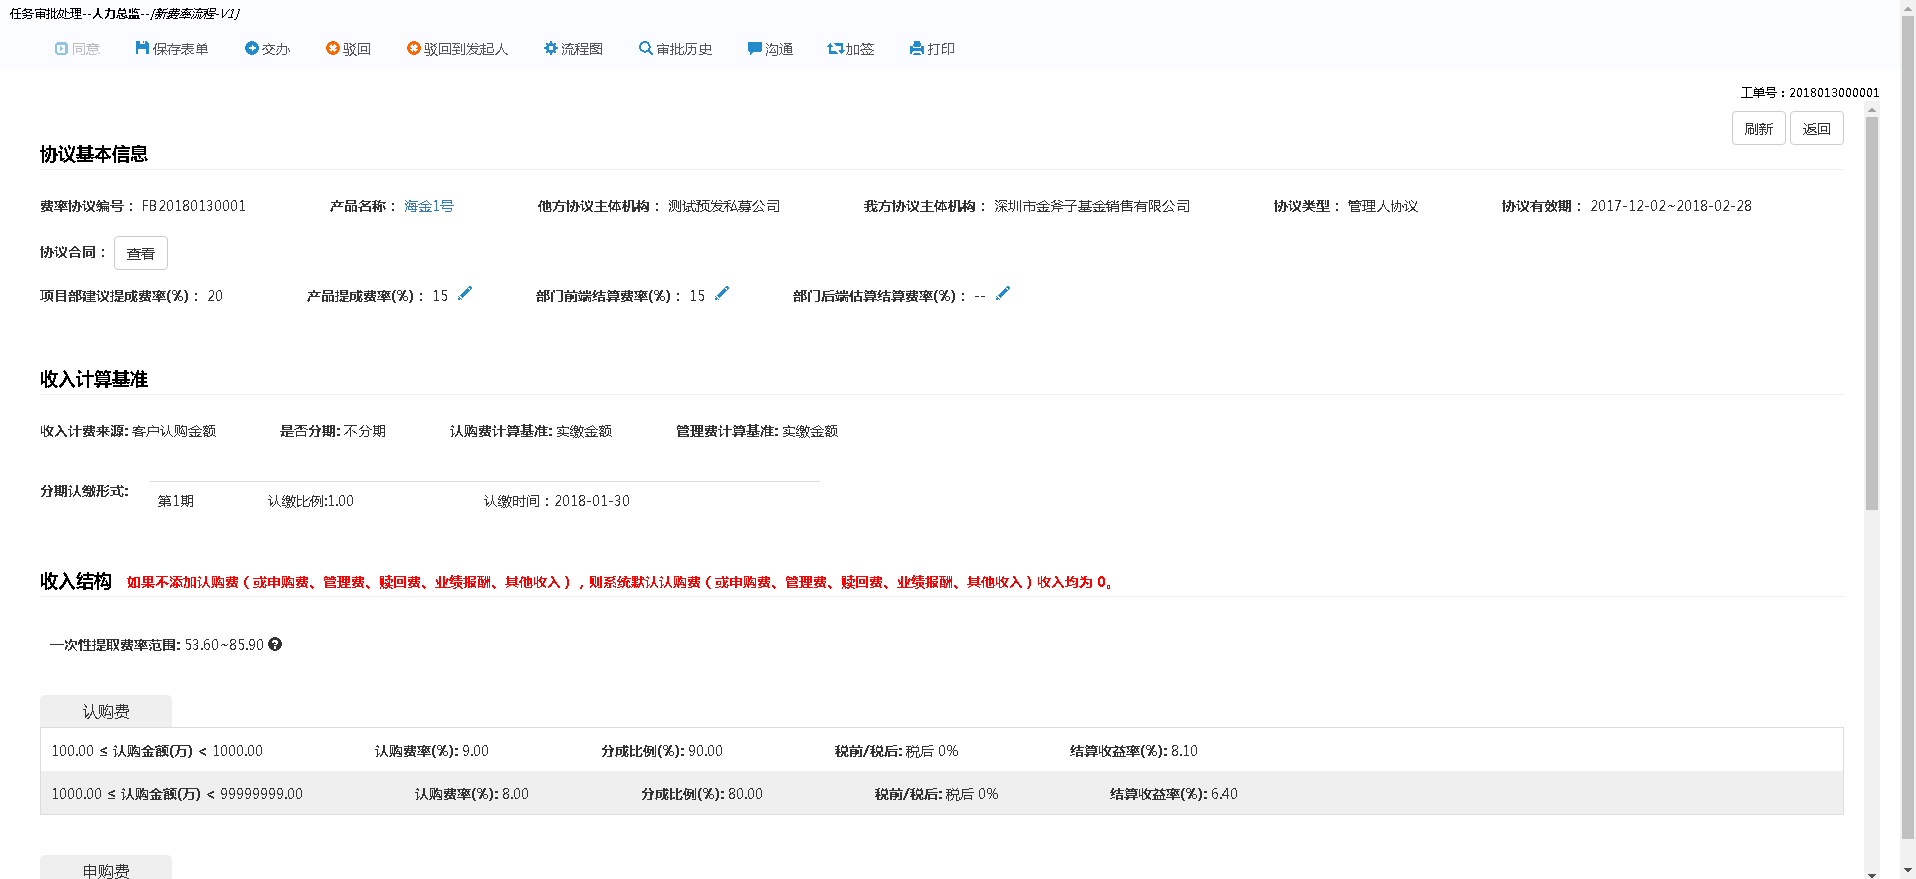 任务审批处理--人力总监--[新费率流程-V1]
同意 保存表单 交办 驳回 驳回到发起人 流程图 审批历史 沟通 加签 打印
工单号：2018013000001
刷新 返回
协议基本信息
费率协议编号： FB20180130001 产品名称： 海金1号 他方协议主体机构： 测试预发私募公司 我方协议主体机构： 深圳市金斧子基金销售有限公司 协议类型： 管理人协议 协议有效期： 2017-12-02~2018-02-28
协议合同： 查看
项目部建议提成费率(%)： 20 产品提成费率(%)： 15 部门前端结算费率(%)： 15 部门后端估算结算费率(%)： --
收入计算基准
收入计费来源: 客户认购金额 是否分期: 不分期 认购费计算基准: 实缴金额 管理费计算基准: 实缴金额
分期认缴形式:
第1期 认缴比例:1.00 认缴时间：2018-01-30
收入结构 如果不添加认购费（或申购费、管理费、赎回费、业绩报酬、其他收入），则系统默认认购费（或申购费、管理费、赎回费、业绩报酬、其他收入）收入均为 0。
一次性提取费率范围: 53.60~85.90
认购费
100.00 ≤ 认购金额(万) < 1000.00 认购费率(%): 9.00 分成比例(%): 90.00 税前/税后: 税后 0% 结算收益率(%): 8.10
1000.00 ≤ 认购金额(万) < 99999999.00 认购费率(%): 8.00 分成比例(%): 80.00 税前/税后: 税后 0% 结算收益率(%): 6.40
申购费